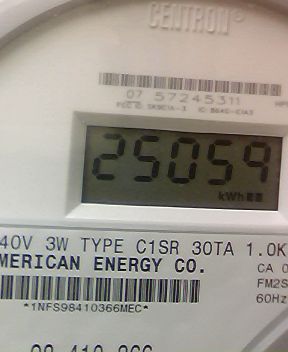 CENTRON®
07 57245311
25059
kWh
40V 3W TYPE C1SR 30TA 1.0K
MERICAN ENERGY CO.
CA 0
FM2S
60Hz
*1NFS98410366MEC*